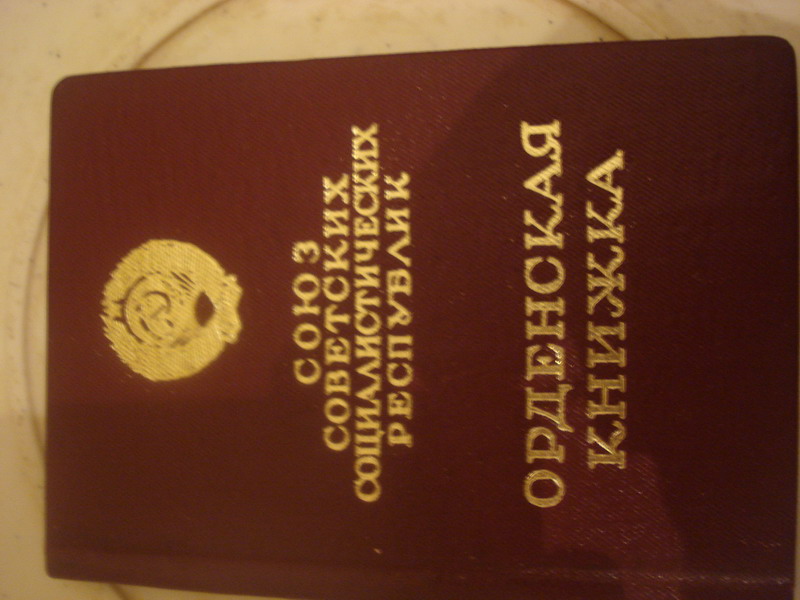 СОЮЗ
СОВЕТСКИХ
СОЦИАЛИСТИЧЕСКИХ
РЕСПУБЛИК
ОРДЕНСКАЯ
КНИЖКА